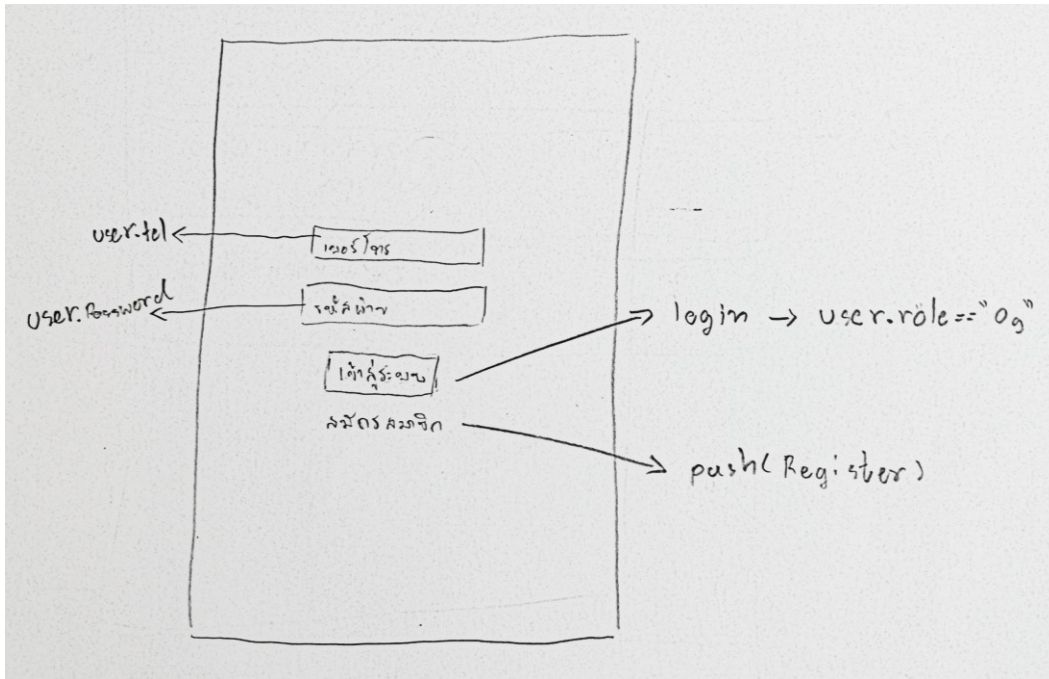 user.tel
เบอร์โทร
user.Password
รหัสผ่าน
login → user.role=="og"
เข้าสู่ระบบ
สมัครสมาชิก
push(Register)